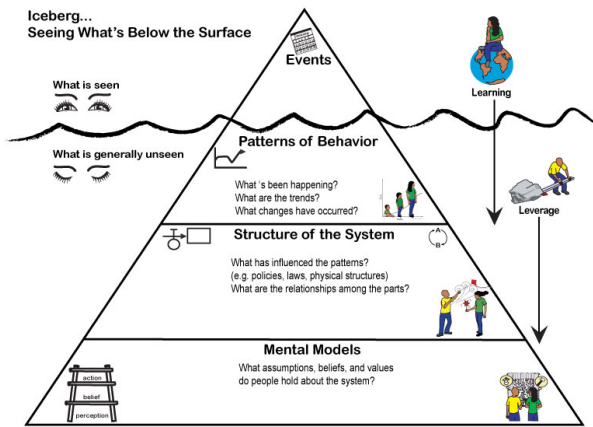 Iceberg...
Seeing What's Below the Surface
Events
What is seen
Learning
What is generally unseen
Patterns of Behavior
What 's been happening?
What are the trends?
What changes have occurred?
Leverage
Structure of the System
A
B
What has influenced the patterns?
(e.g. policies, laws, physical structures)
What are the relationships among the parts?
Mental Models
What assumptions, beliefs, and values
do people hold about the system?
action
belief
perception